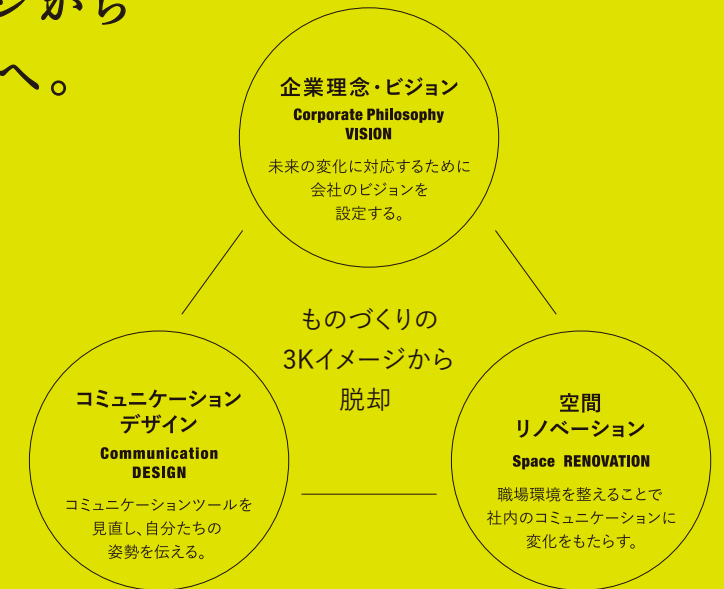 ンから
へ。
企業理念・ビジョン
Corporate Philosophy
VISION
未来の変化に対応するために
会社のビジョンを
設定する。
ものづくりの
3Kイメージから
脱却
コミュニケーション
デザイン
Communication
DESIGN
コミュニケーションツールを
見直し、自分たちの
姿勢を伝える。
空間
リノベーション
Space RENOVATION
職場環境を整えることで
社内のコミュニケーションに
変化をもたらす。